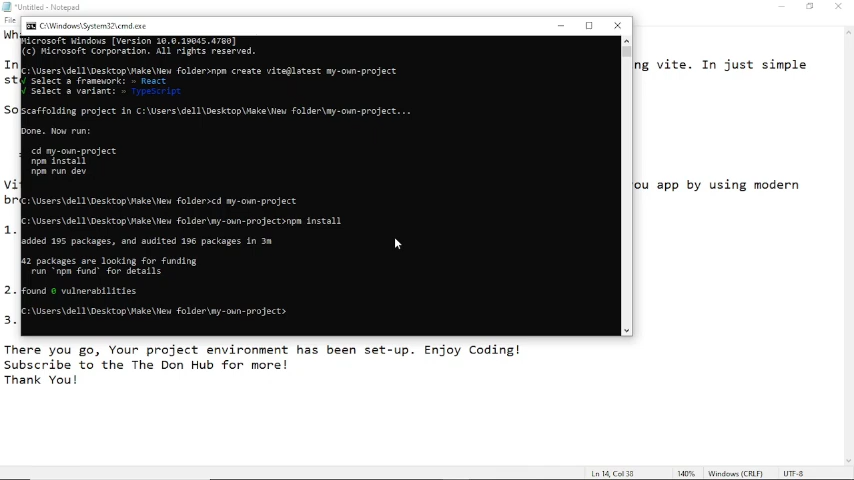 *Untitled - Notepad
File
C:\Windows\System32\cmd.exe
Microsoft Windows [Version 10.0.19045.4780]
(c) Microsoft Corporation. All rights reserved.
C:\Users\dell\Desktop\Make\New folder>npm create vite@latest my-own-project
√ Select a framework: » React
√ Select a variant: » TypeScript
Scaffolding project in C:\Users\dell\Desktop\Make\New folder\my-own-project...
Done. Now run:
cd my-own-project
npm install
npm run dev
C:\Users\dell\Desktop\Make\New folder>cd my-own-project
C:\Users\dell\Desktop\Make\New folder\my-own-project>npm install
added 195 packages, and audited 196 packages in 3m
42 packages are looking for funding
run `npm fund` for details
found 0 vulnerabilities
C:\Users\dell\Desktop\Make\New folder\my-own-project>
Wh
In
ng vite. In just simple
st
So
Vi
ou app by using modern
br
1.
2.
3.
There you go, Your project environment has been set-up. Enjoy Coding!
Subscribe to the The Don Hub for more!
Thank You!
Ln 14, Col 38
140%
Windows (CRLF)
UTF-8